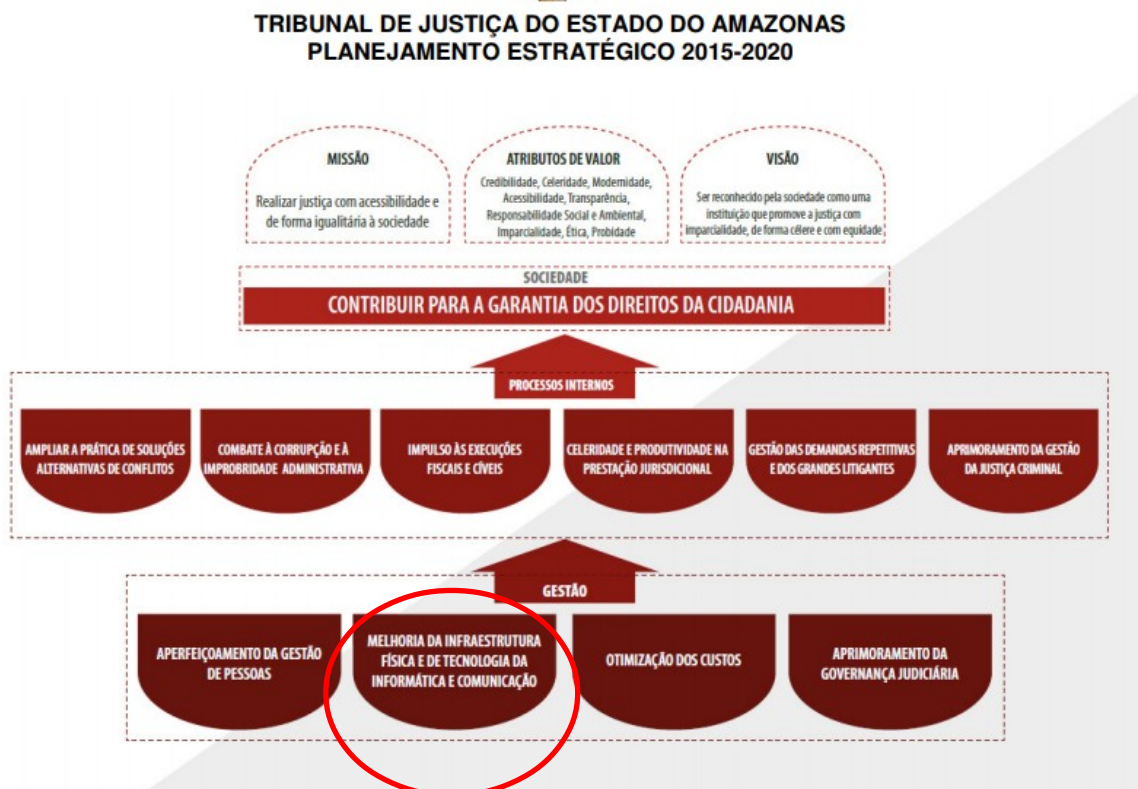 TRIBUNAL DE JUSTIÇA DO ESTADO DO AMAZONAS
PLANEJAMENTO ESTRATÉGICO 2015-2020
MISSÃO
Realizar justiça com acessibilidade e
de forma igualitária à sociedade
ATRIBUTOS DE VALOR
Credibilidade, Celeridade, Modernidade,
Acessibilidade, Transparência,
Responsabilidade Social e Ambiental,
Imparcialidade, Ética, Probidade
VISÃO
Ser reconhecido pela sociedade como uma
instituição que promove a justiça com
imparcialidade, de forma célere e com equidade
SOCIEDADE
CONTRIBUIR PARA A GARANTIA DOS DIREITOS DA CIDADANIA
PROCESSOS INTERNOS
AMPLIAR A PRÁTICA DE SOLUÇÕES
ALTERNATIVAS DE CONFLITOS
COMBATE À CORRUPÇÃO E À
IMPROBRIDADE ADMINISTRATIVA
IMPULSO ÀS EXECUÇÕES
FISCAIS E CÍVEIS
CELERIDADE E PRODUTIVIDADE NA
PRESTAÇÃO JURISDICIONAL
GESTÃO DAS DEMANDAS REPETITIVAS
E DOS GRANDES LITIGANTES
APRIMORAMENTO DA GESTÃO
DA JUSTIÇA CRIMINAL
GESTÃO
APERFEIÇOAMENTO DA GESTÃO
DE PESSOAS
MELHORIA DA INFRAESTRUTURA
FÍSICA E DE TECNOLOGIA DA
INFORMÁTICA E COMUNICAÇÃO
OTIMIZAÇÃO DOS CUSTOS
APRIMORAMENTO DA
GOVERNANÇA JUDICIÁRIA